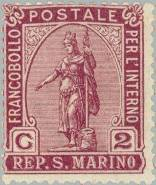 FRANCOBOLLO POSTALE PER L'INTERNO
C 2
REP. S. MARINO